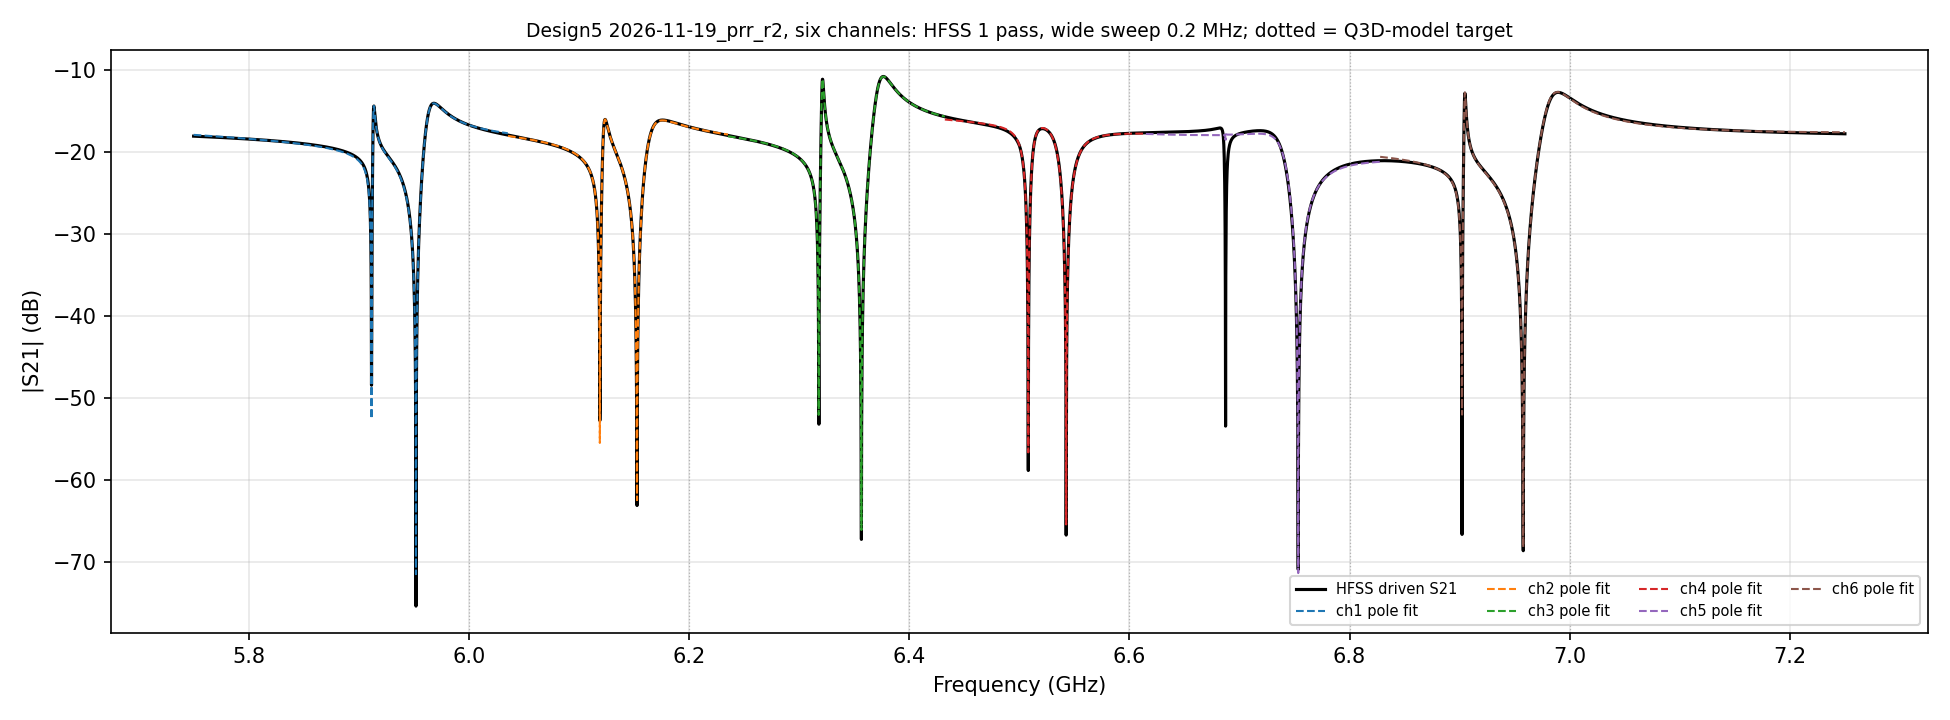 Design5 2026-11-19_prr_r2, six channels: HFSS 1 pass, wide sweep 0.2 MHz; dotted = Q3D-model target
|S21| (dB)
−10
−20
−30
−40
−50
−60
−70
HFSS driven S21
ch1 pole fit
ch2 pole fit
ch3 pole fit
ch4 pole fit
ch5 pole fit
ch6 pole fit
5.8 6.0 6.2 6.4 6.6 6.8 7.0 7.2
Frequency (GHz)